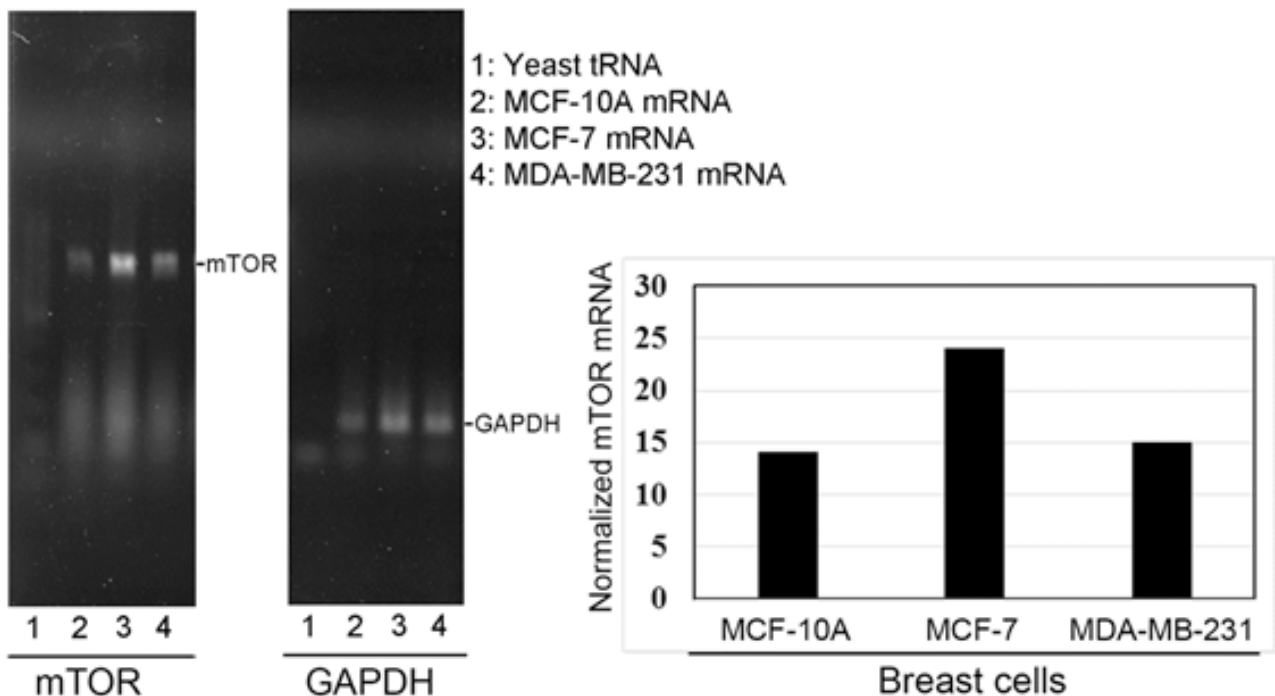 1: Yeast tRNA
2: MCF-10A mRNA
3: MCF-7 mRNA
4: MDA-MB-231 mRNA
-mTOR
-GAPDH
1 2 3 4
mTOR
1 2 3 4
GAPDH
Normalized mTOR mRNA
30
25
20
15
10
5
0
MCF-10A MCF-7 MDA-MB-231
Breast cells